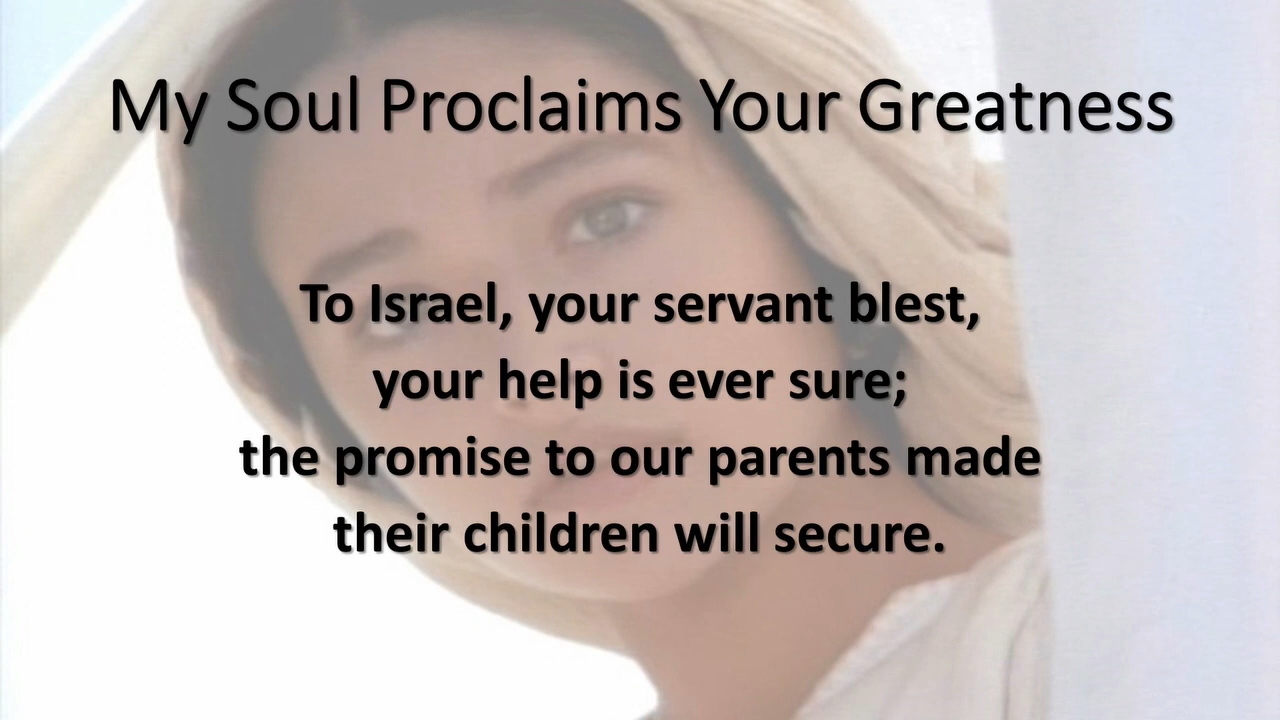 My Soul Proclaims Your Greatness
To Israel, your servant blest,
your help is ever sure;
the promise to our parents made
their children will secure.